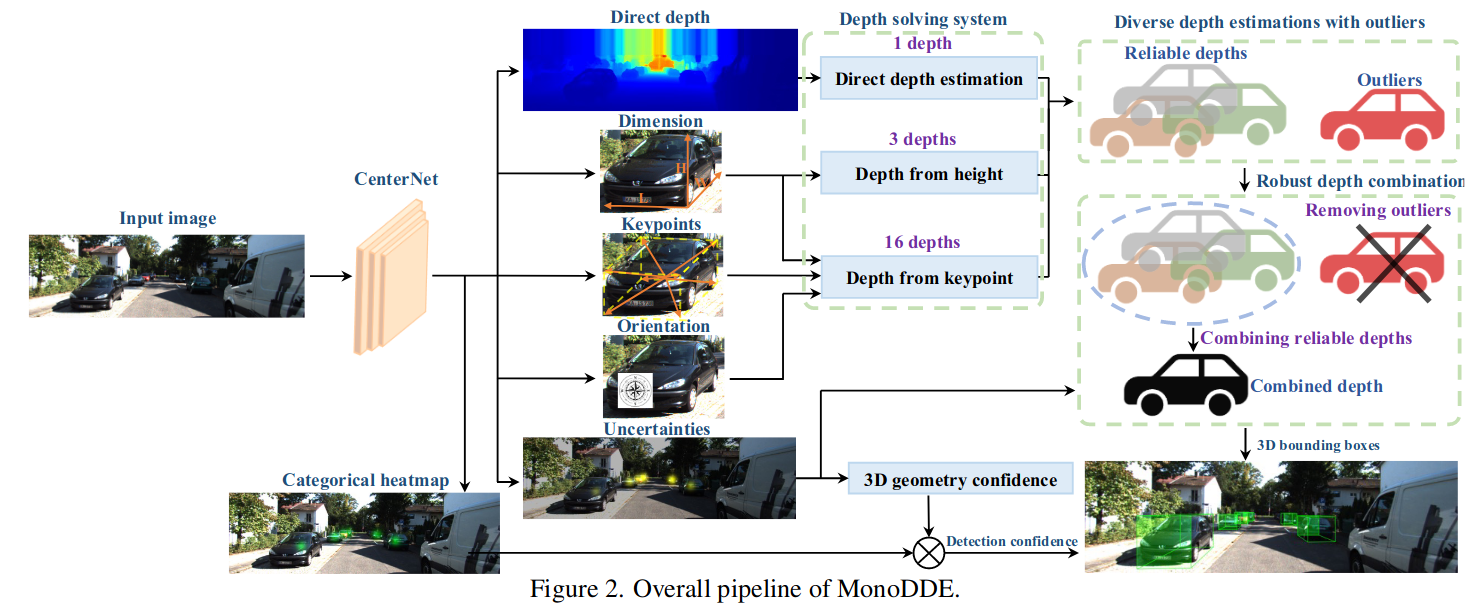 Direct depth
Depth solving system
Diverse depth estimations with outliers
1 depth
Reliable depths
Direct depth estimation
Outliers
Dimension
3 depths
H
W
L
CenterNet
Depth from height
Robust depth combination
Input image
Keypoints
Removing outliers
16 depths
Depth from keypoint
Orientation
Combining reliable depths
Combined depth
Uncertainties
3D bounding boxes
Categorical heatmap
3D geometry confidence
Detection confidence
Figure 2. Overall pipeline of MonoDDE.